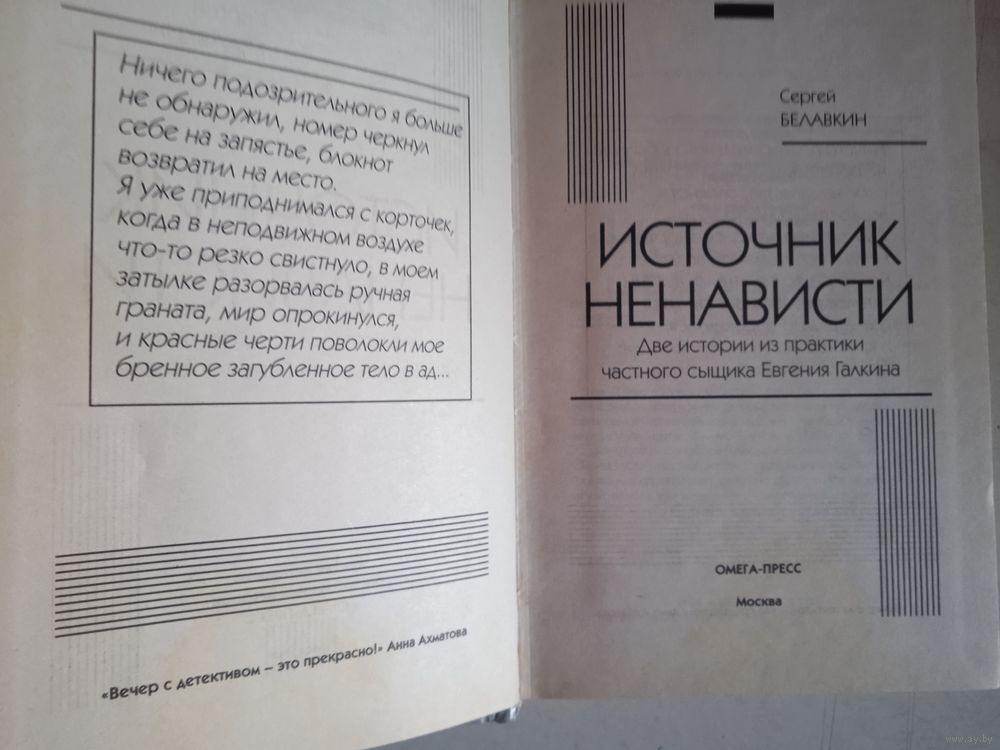 Ничего подозрительного я больше
не обнаружил, номер черкнул
себе на запястье, блокнот
возвратил на место.
Я уже приподнимался с корточек,
когда в неподвижном воздухе
что-то резко свистнуло, в моем
затылке разорвалась ручная
граната, мир опрокинулся,
и красные черти поволокли мое
бренное загубленное тело в ад...
«Вечер с детективом – это прекрасно!» Анна Ахматова
Сергей
БЕЛАВКИН
ИСТОЧНИК
НЕНАВИСТИ
Две истории из практики
частного сыщика Евгения Галкина
ОМЕГА-ПРЕСС
Москва
www.ay.by